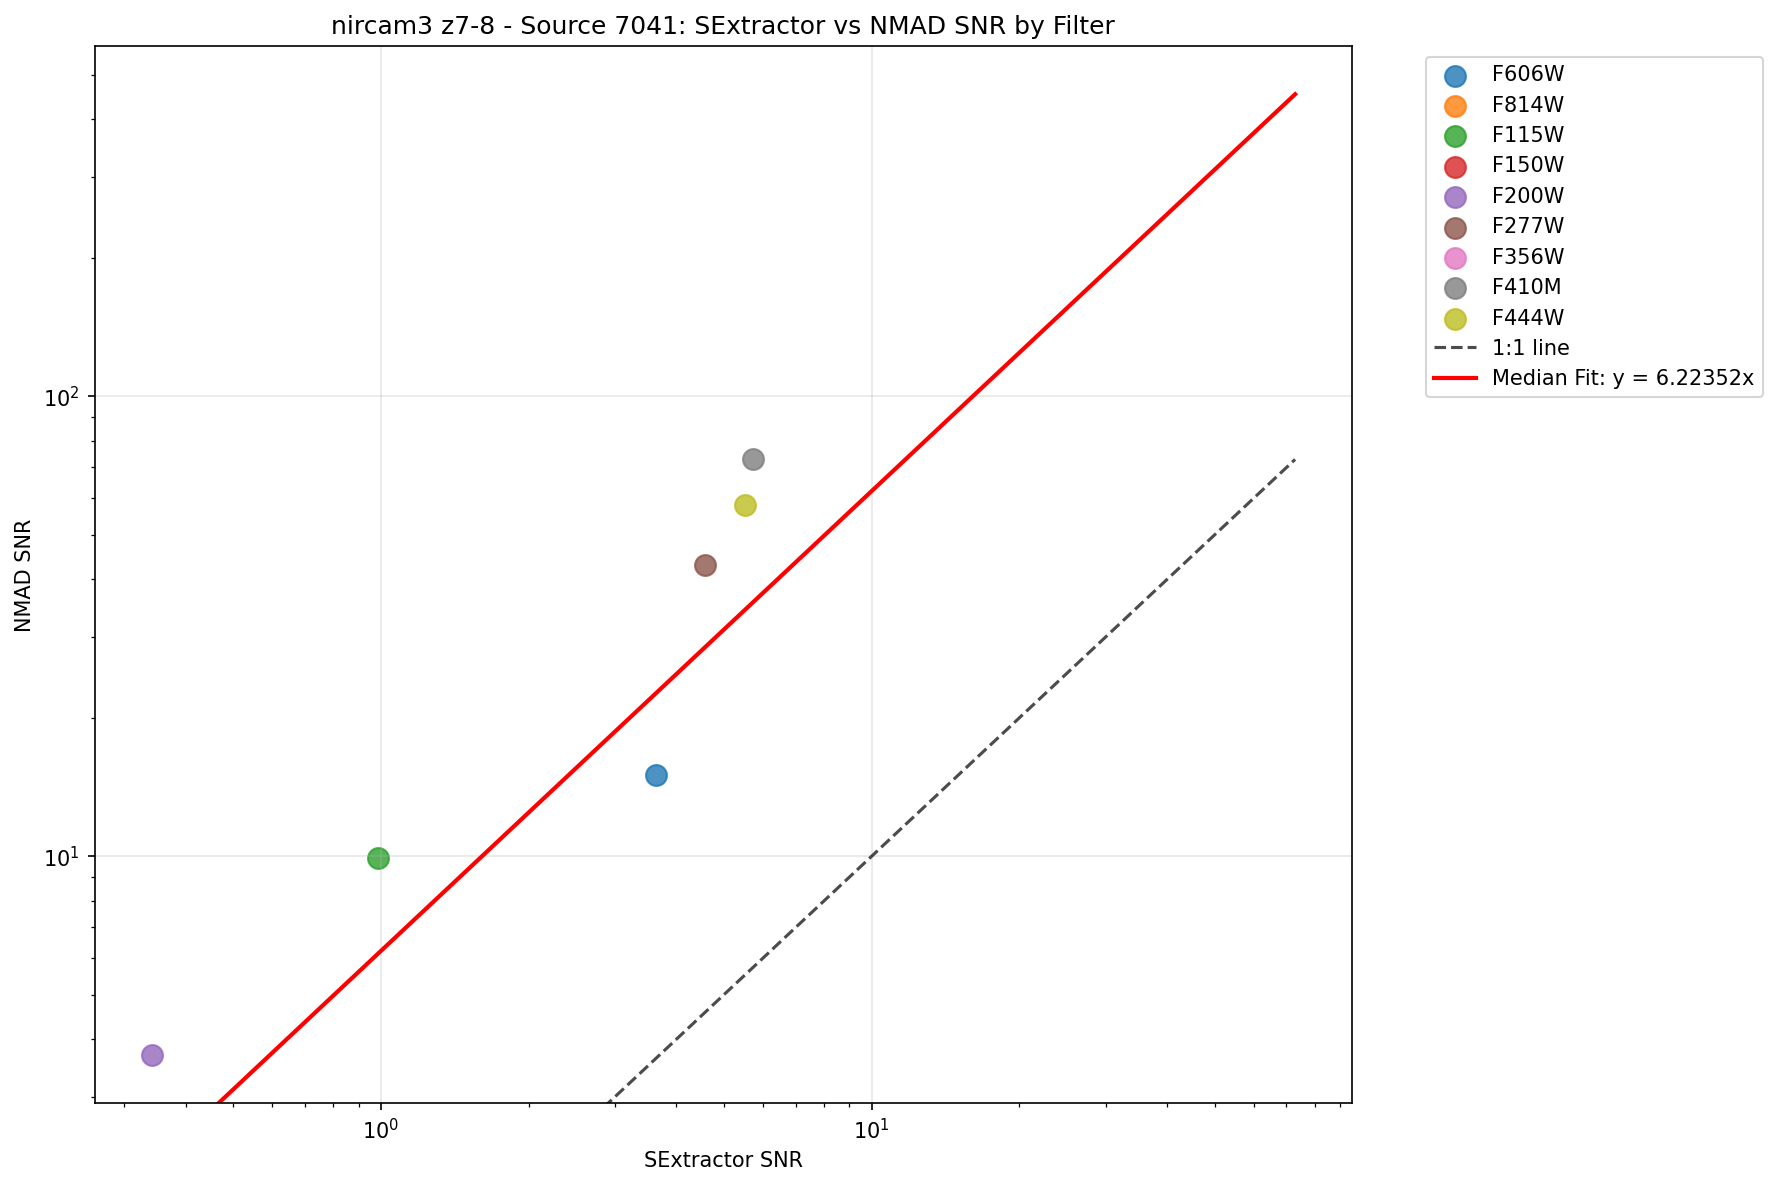 nircam3 z7-8 - Source 7041: SExtractor vs NMAD SNR by Filter
F606W
F814W
F115W
F150W
F200W
F277W
F356W
F410M
F444W
1:1 line
Median Fit: y = 6.22352x
NMAD SNR
10²
10¹
10⁰
10¹
SExtractor SNR